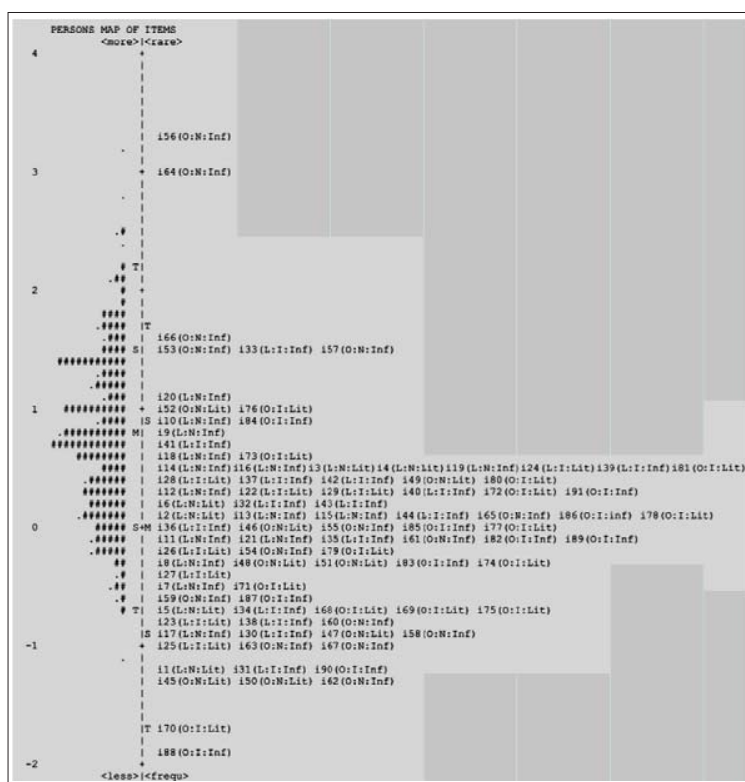 PERSONS MAP OF ITEMS
<more>|<rare>
4 +
|
|
|
|
|
|
| i56(O:N:Inf)
. |
|
3 + i64(O:N:Inf)
|
. |
|
|
.# |
. |
|
# T|
.## |
2 # +
# |
#### |
.#### |T
.### | i66(O:N:Inf)
#### S| i53(O:N:Inf) i33(L:I:Inf) i57(O:N:Inf)
########### |
.#### |
.##### |
.### | i20(L:N:Inf)
1 ########## + i52(O:N:Lit) i76(O:I:Lit)
.#### |S i10(L:N:Inf) i84(O:I:Inf)
.########## M| i9(L:N:Inf)
############ | i41(L:I:Inf)
######## | i18(L:N:Inf) i73(O:I:Lit)
#### | i14(L:N:Inf)i16(L:N:Inf)i3(L:N:Lit)i4(L:N:Lit)i19(L:N:Inf)i24(L:I:Lit)i39(L:I:Inf)i81(O:I:Lit)
.###### | i28(L:I:Lit) i37(L:I:Inf) i42(L:I:Inf) i49(O:N:Lit) i80(O:I:Lit)
####### | i12(L:N:Inf) i22(L:I:Lit) i29(L:I:Lit) i40(L:I:Inf) i72(O:I:Lit) i91(O:I:Inf)
###### | i6(L:N:Lit) i32(L:I:Inf) i43(L:I:Inf)
.####### | i2(L:N:Lit) i13(L:N:Inf) i15(L:N:Inf) i44(L:I:Inf) i65(O:N:Inf) i86(O:I:inf) i78(O:I:Lit)
0 ##### S+M i36(L:I:Inf) i46(O:N:Lit) i55(O:N:Inf) i85(O:I:Inf) i77(O:I:Lit)
.##### | i11(L:N:Inf) i21(L:N:Inf) i35(L:I:Inf) i61(O:N:Inf) i82(O:I:Inf) i89(O:I:Inf)
.##### | i26(L:I:Lit) i54(O:N:Inf) i79(O:I:Lit)
## | i8(L:N:Inf) i48(O:N:Lit) i51(O:N:Lit) i83(O:I:Inf) i74(O:I:Lit)
.# | i27(L:I:Lit)
.## | i7(L:N:Lit) i71(O:I:Lit)
.# | i59(O:N:Inf) i87(O:I:Inf)
# T| i5(L:N:Lit) i34(L:I:Inf) i68(O:I:Lit) i69(O:I:Lit) i75(O:I:Lit)
| i23(L:I:Lit) i38(L:I:Inf) i60(O:N:Inf)
|S i17(L:N:Inf) i30(L:I:Inf) i47(O:N:Lit) i58(O:N:Inf)
-1 + i25(L:I:Lit) i63(O:N:Inf) i67(O:N:Inf)
. |
| i1(L:N:Lit) i31(L:I:Inf) i90(O:I:Inf)
| i45(O:N:Lit) i50(O:N:Lit) i62(O:N:Inf)
|
|
|
|T i70(O:I:Lit)
|
| i88(O:I:Inf)
-2 +
<less>|<frequ>